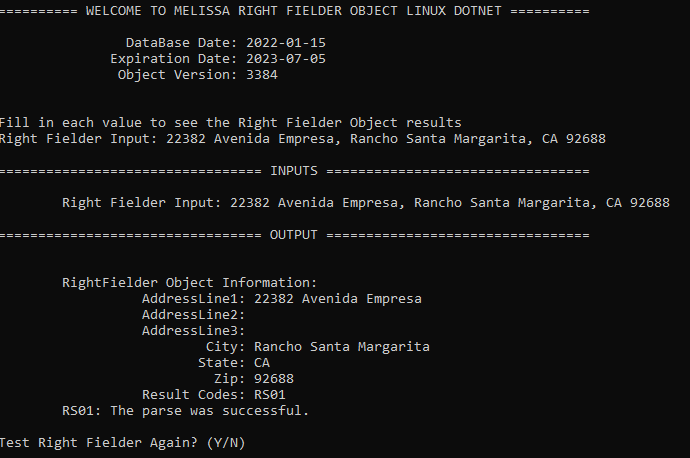 ========== WELCOME TO MELISSA RIGHT FIELDER OBJECT LINUX DOTNET ==========
DataBase Date: 2022-01-15
Expiration Date: 2023-07-05
Object Version: 3384
Fill in each value to see the Right Fielder Object results
Right Fielder Input: 22382 Avenida Empresa, Rancho Santa Margarita, CA 92688
================================= INPUTS =================================
Right Fielder Input: 22382 Avenida Empresa, Rancho Santa Margarita, CA 92688
================================= OUTPUT =================================
RightFielder Object Information:
AddressLine1: 22382 Avenida Empresa
AddressLine2:
AddressLine3:
City: Rancho Santa Margarita
State: CA
Zip: 92688
Result Codes: RS01
RS01: The parse was successful.
Test Right Fielder Again? (Y/N)